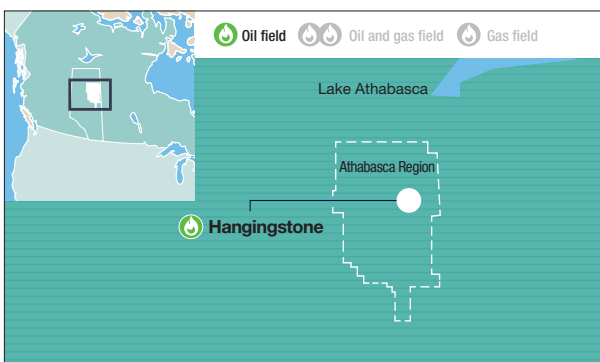 Oil field Oil and gas field Gas field
Lake Athabasca
Athabasca Region
Hangingstone